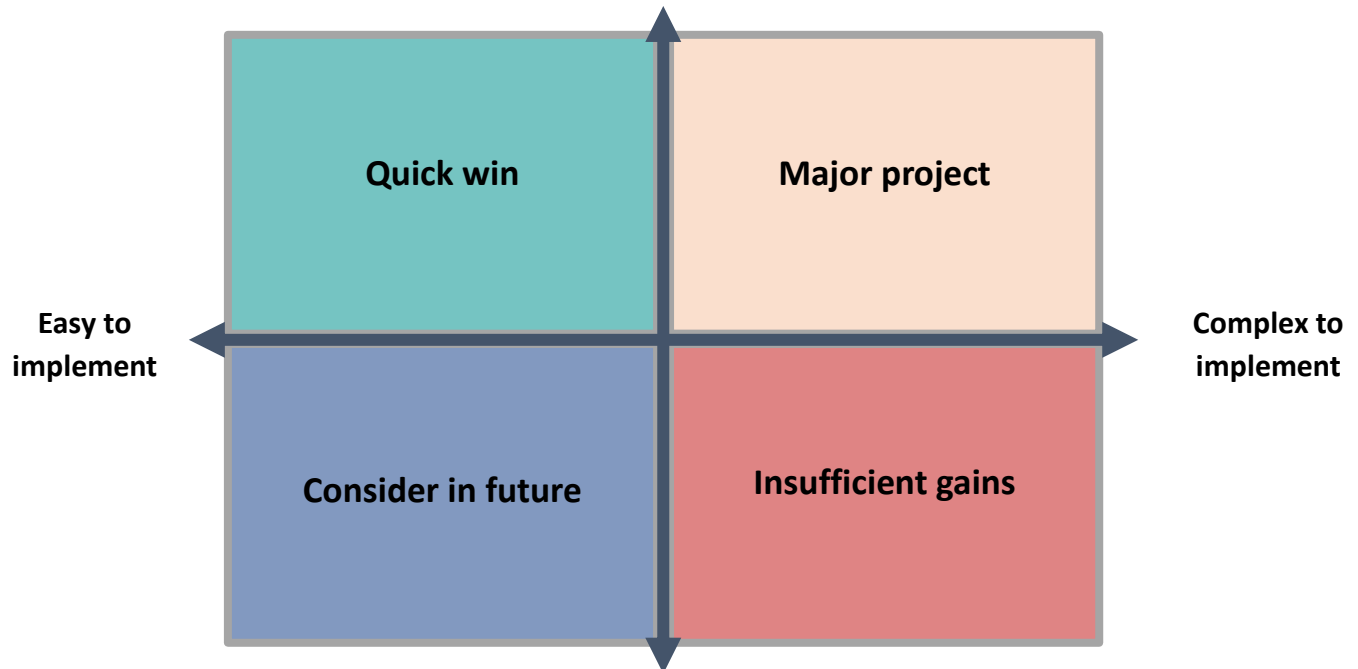 Quick win
Major project
Easy to
implement
Complex to
implement
Consider in future
Insufficient gains